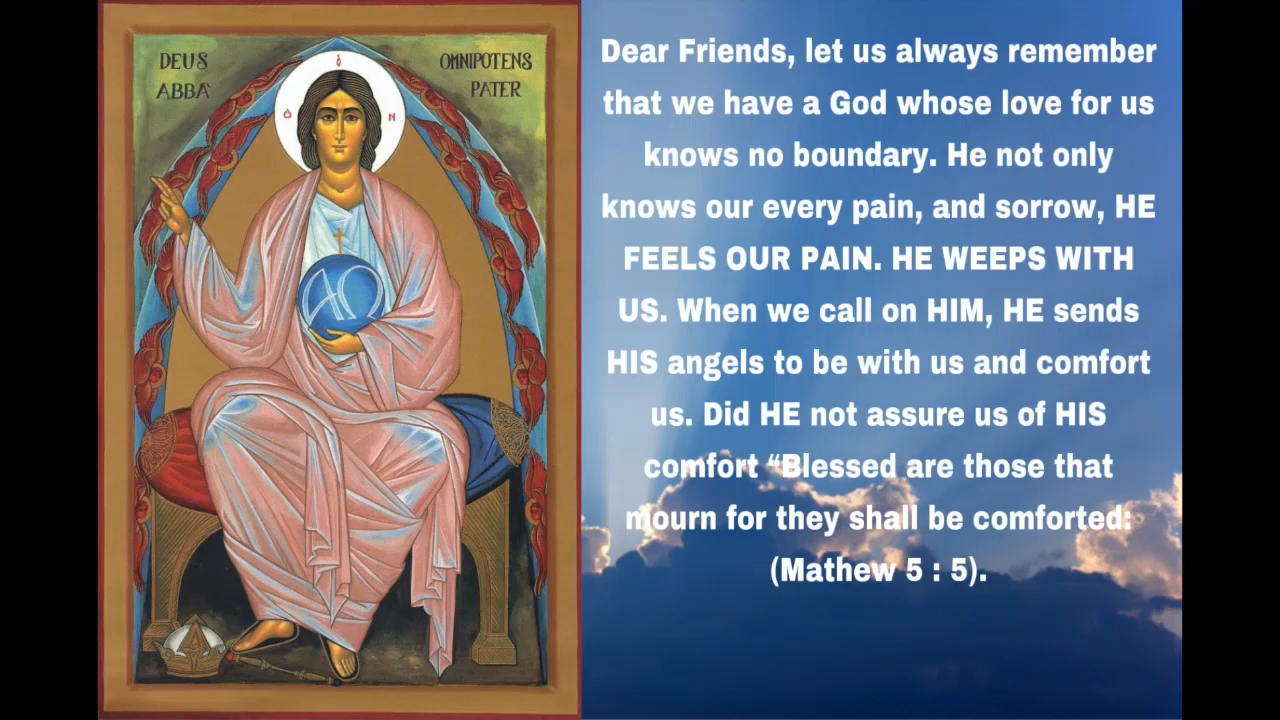 DEUS
ABBA
OMNIPOTENS
PATER
Dear Friends, let us always remember
that we have a God whose love for us
knows no boundary. He not only
knows our every pain, and sorrow, HE
FEELS OUR PAIN. HE WEEPS WITH
US. When we call on HIM, HE sends
HIS angels to be with us and comfort
us. Did HE not assure us of HIS
comfort “Blessed are those that
mourn for they shall be comforted:
(Mathew 5 : 5).